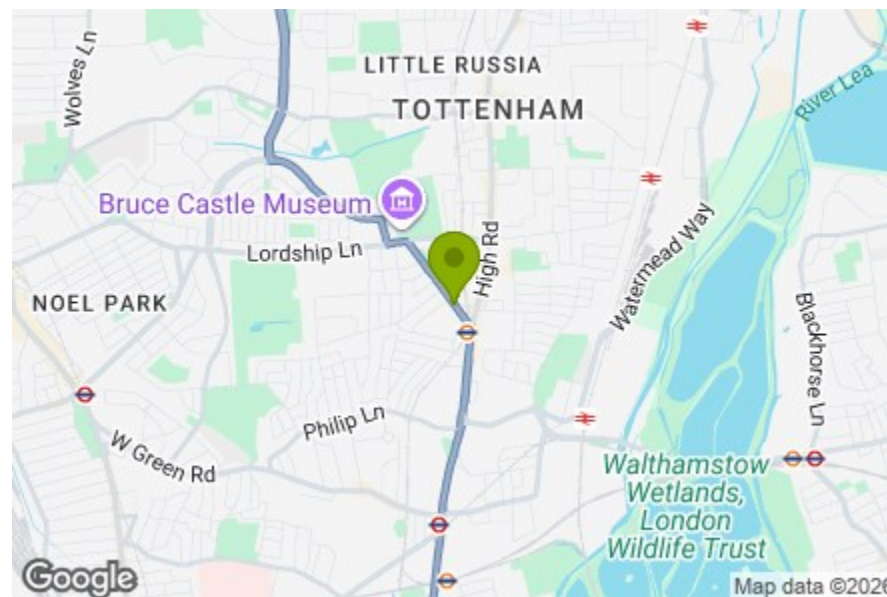 Wolves Ln
LITTLE RUSSIA
TOTTENHAM
River Lea
Bruce Castle Museum
Lordship Ln
High Rd
Watermead Way
NOEL PARK
Blackhorse Ln
Philip Ln
W Green Rd
Walthamstow
Wetlands,
London
Wildlife Trust
Google
Map data ©2026